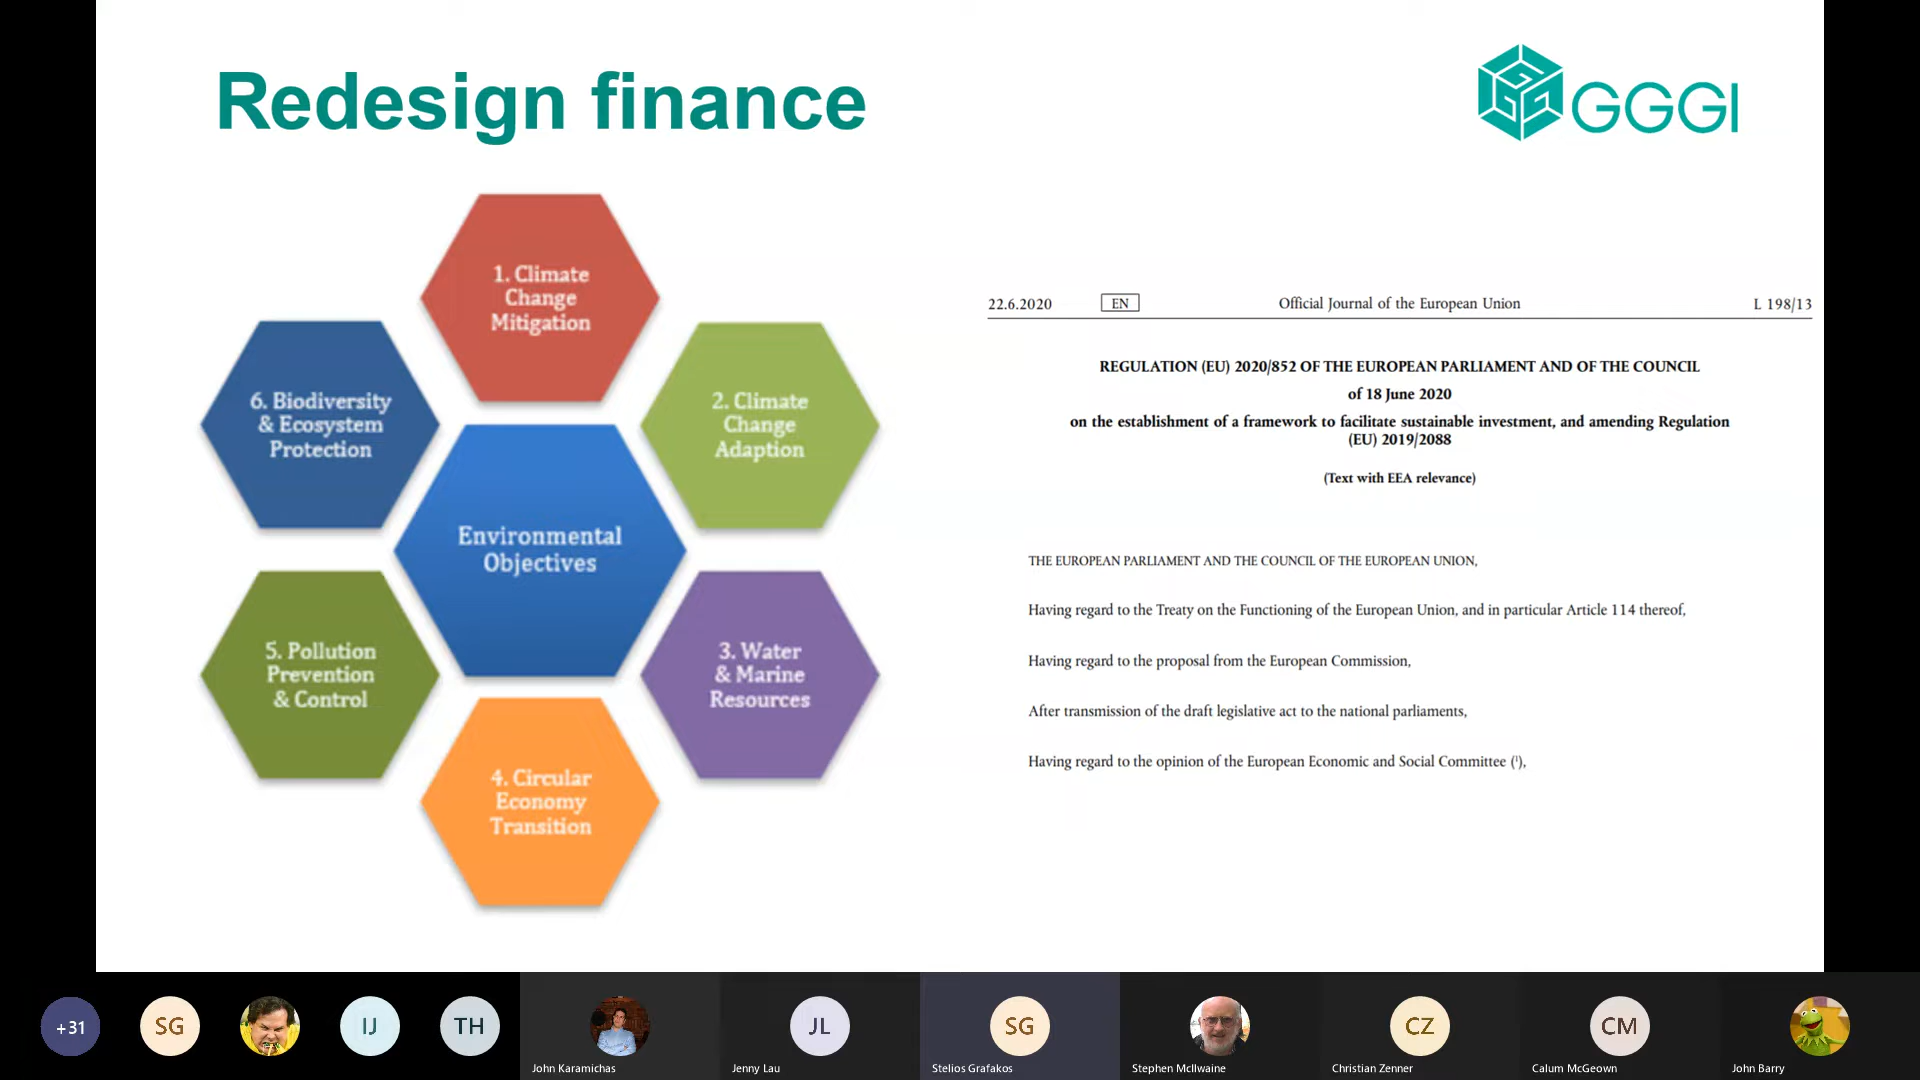 Redesign finance
GGGI
1. Climate
Change
Mitigation
2. Climate
Change
Adaption
3. Water
& Marine
Resources
4. Circular
Economy
Transition
5. Pollution
Prevention
& Control
6. Biodiversity
& Ecosystem
Protection
Environmental
Objectives
22.6.2020 EN Official Journal of the European Union L 198/13
REGULATION (EU) 2020/852 OF THE EUROPEAN PARLIAMENT AND OF THE COUNCIL
of 18 June 2020
on the establishment of a framework to facilitate sustainable investment, and amending Regulation
(EU) 2019/2088
(Text with EEA relevance)
THE EUROPEAN PARLIAMENT AND THE COUNCIL OF THE EUROPEAN UNION,
Having regard to the Treaty on the Functioning of the European Union, and in particular Article 114 thereof,
Having regard to the proposal from the European Commission,
After transmission of the draft legislative act to the national parliaments,
Having regard to the opinion of the European Economic and Social Committee (¹),
+31 SG IJ TH JL SG CZ CM
John Karamichas Jenny Lau Stelios Grafakos Stephen McIlwaine Christian Zenner Calum McGeown John Barry